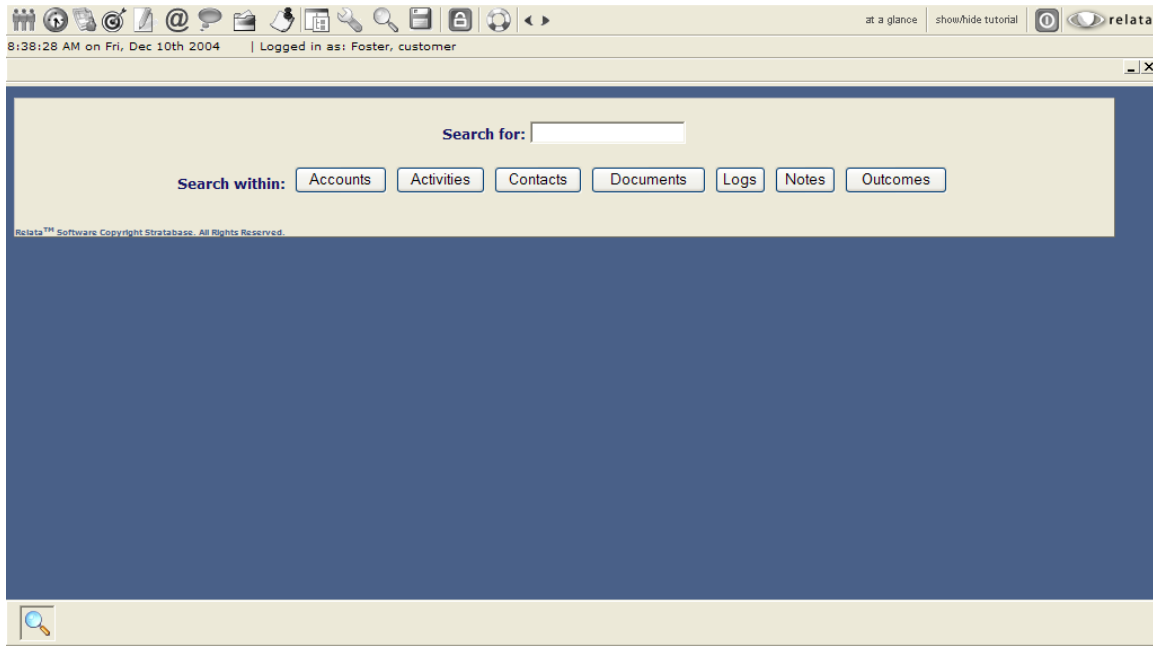 at a glance show/hide tutorial relata
8:38:28 AM on Fri, Dec 10th 2004 | Logged in as: Foster, customer
Search for:
Search within: Accounts Activities Contacts Documents Logs Notes Outcomes
Relata™ Software Copyright Stratabase. All Rights Reserved.